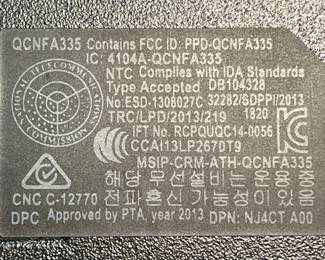 QCNFA335 Contains FCC ID: PPD-QCNFA335
IC: 4104A-QCNFA335
NTC Complies with IDA Standards
Type Accepted DB104328
No:ESD-1308027C 32282/SDPPI/2013
TRC/LPD/2013/219 1820
IFT No. RCPQUQC14-0056
CCAI13LP2670T9
MSIP-CRM-ATH-QCNFA335
해당 무선설비는 운용중
CNC C-12770 전파혼신 가능성이 있음
DPC Approved by PTA, year 2013 DPN: NJ4CT A00
NATIONAL TELECOMMUNICATIONS COMMISSION